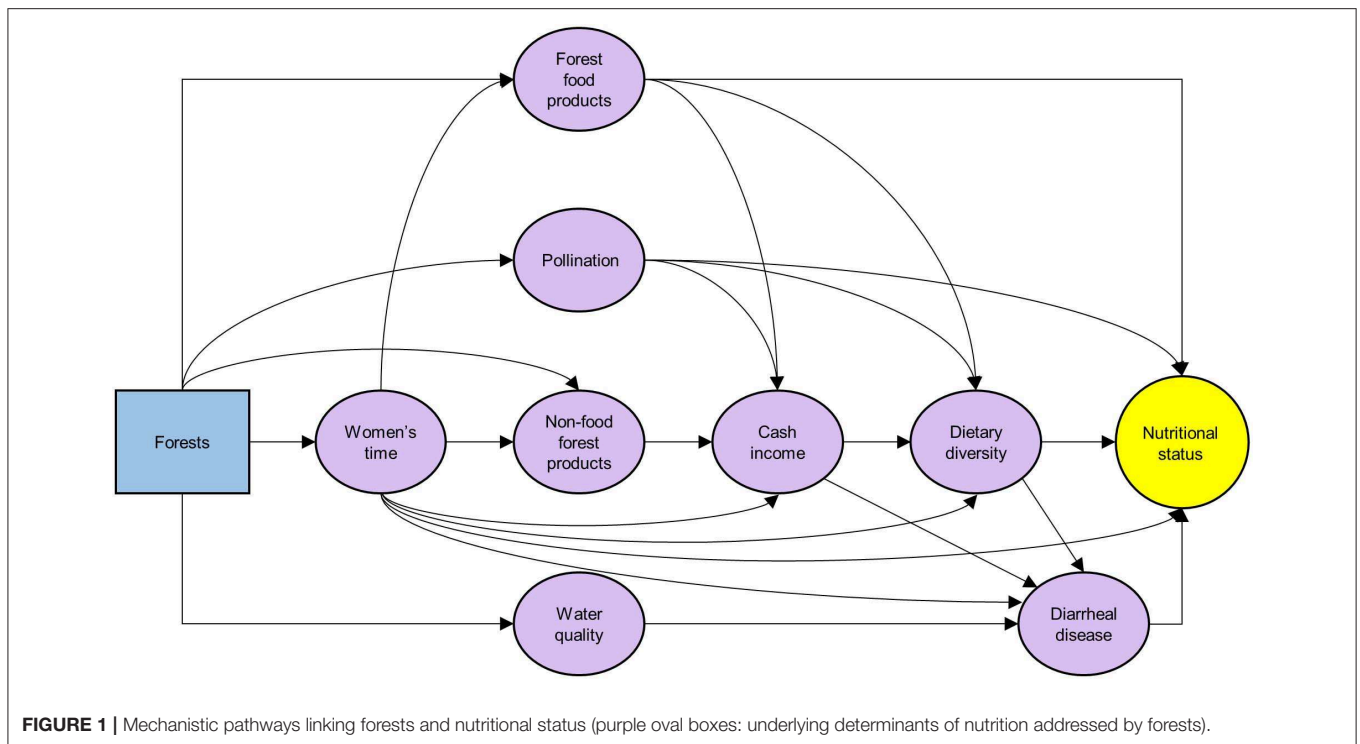 Forest
food
products
Pollination
Forests
Women's
time
Non-food
forest
products
Cash
income
Dietary
diversity
Nutritional
status
Water
quality
Diarrheal
disease
FIGURE 1 | Mechanistic pathways linking forests and nutritional status (purple oval boxes: underlying determinants of nutrition addressed by forests).